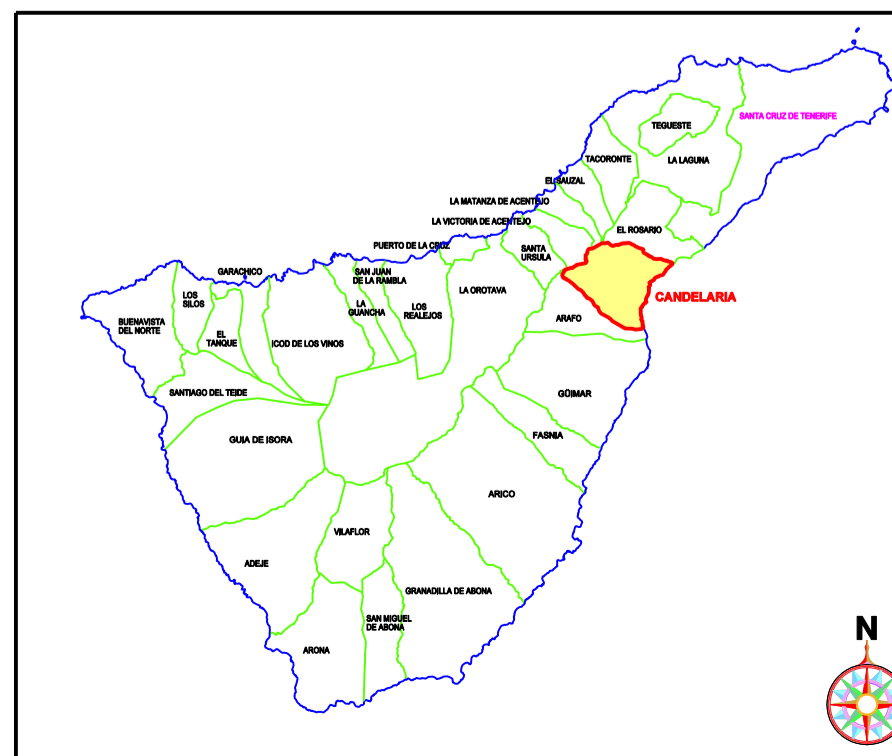 SANTA CRUZ DE TENERIFE
TEGUESTE
TACORONTE
LA LAGUNA
EL SAUZAL
LA MATANZA DE ACENTEJO
LA VICTORIA DE ACENTEJO
EL ROSARIO
PUERTO DE LA CRUZ
SANTA
URSULA
GARACHICO
SAN JUAN
DE LA RAMBLA
LA OROTAVA
CANDELARIA
LOS
SILOS
LA
GUANCHA
LOS
REALEJOS
ARAFO
BUENAVISTA
DEL NORTE
EL
TANQUE
ICOD DE LOS VINOS
SANTIAGO DEL TEIDE
GÜIMAR
GUIA DE ISORA
FASNIA
ARICO
VILAFLOR
ADEJE
GRANADILLA DE ABONA
SAN MIGUEL
DE ABONA
ARONA
N